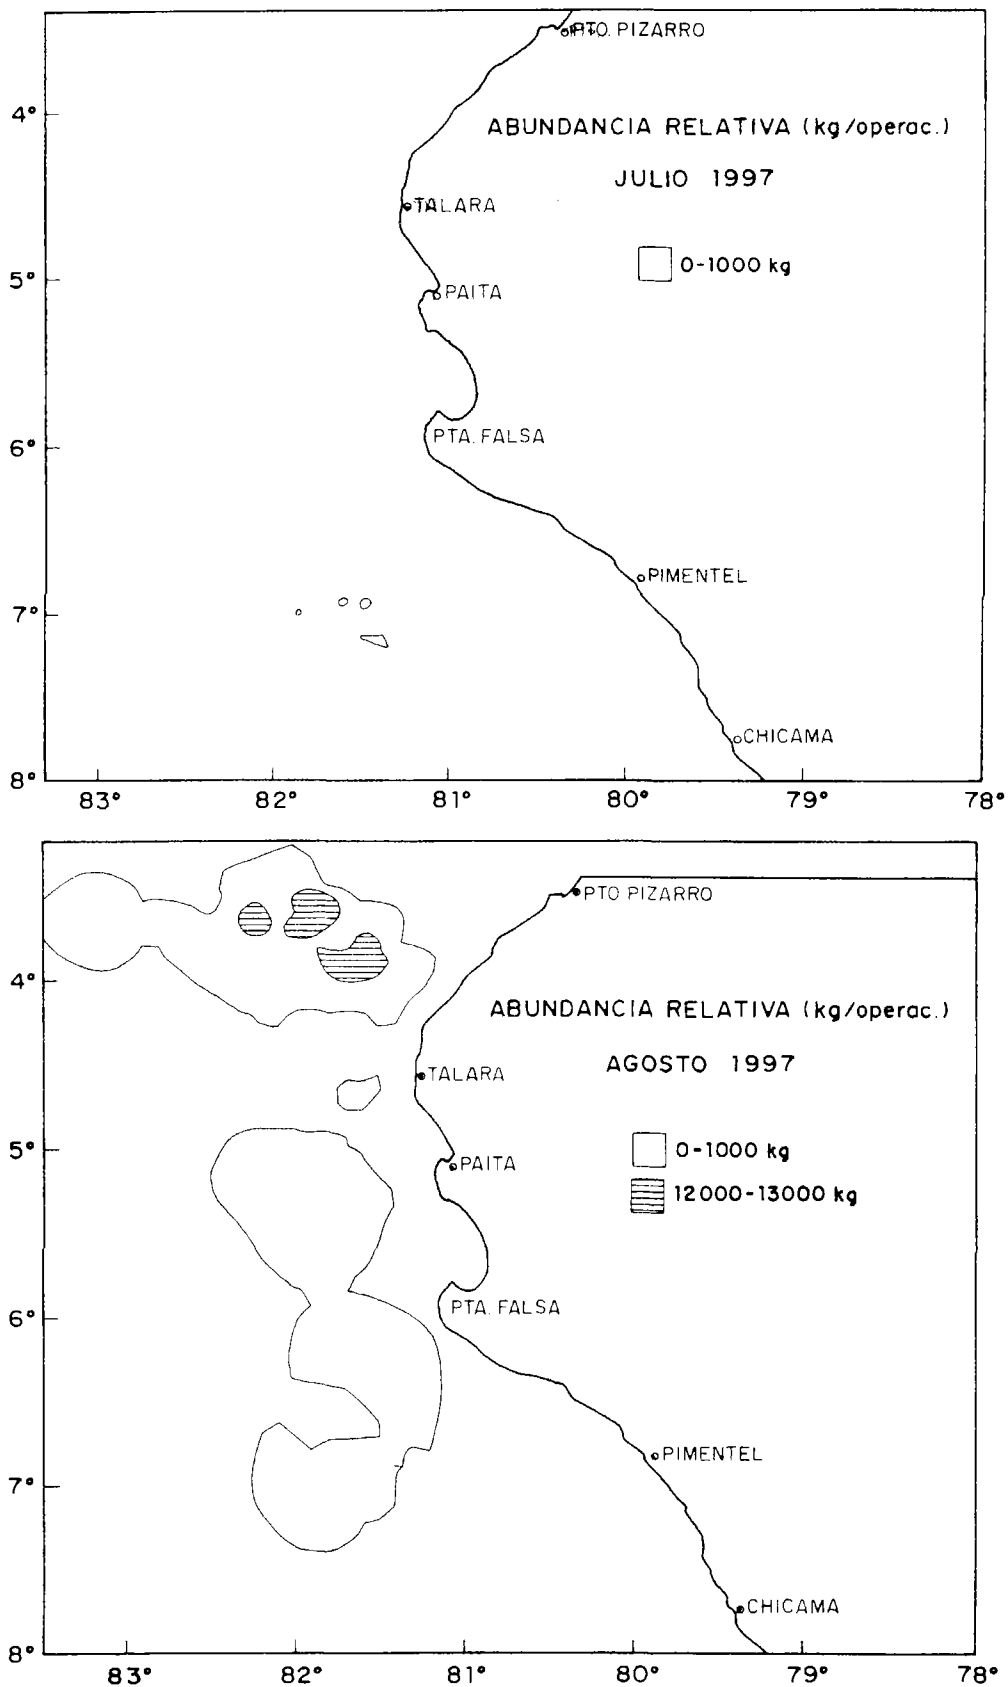 PTO. PIZARRO
4°
ABUNDANCIA RELATIVA (kg/operac.)
JULIO 1997
TALARA
0-1000 kg
5°
PAITA
PTA. FALSA
6°
PIMENTEL
7°
CHICAMA
8°
83° 82° 81° 80° 79° 78°
PTO PIZARRO
4°
ABUNDANCIA RELATIVA (kg/operac.)
AGOSTO 1997
TALARA
5°
0-1000 kg
PAITA
12000-13000 kg
PTA. FALSA
6°
PIMENTEL
7°
CHICAMA
8°
83° 82° 81° 80° 79° 78°